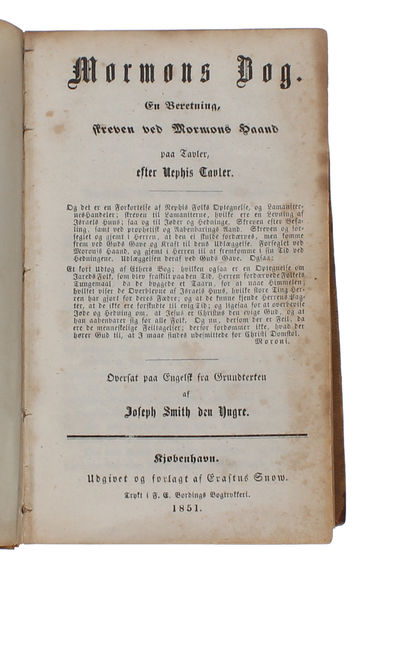 Mormons Bog.
En Beretning,
skreven ved Mormons Haand
paa Tavler,
efter Nephis Tavler.
Og det er en Forkortelse af Nephis Folks Optegnelse, og Lamaniter-
nes Handeler; skreven til Lamaniterne, hvilke ere en Levning af
Israels Huus; saa og til Jøder og Hedninge. Skreven efter Befa-
ling, samt ved prophetisk og Aabenbarings Aand. Skreven og for-
seglet og gjemt i Herren, at den ei skulde fordærves, men komme
frem ved Guds Gave og Kraft til dens Udlæggelse. Forseglet ved
Moronis Haand, og gjemt i Herren til at fremkomme i sin Tid ved
Hedningene. Udlæggelsen deraf ved Guds Gave. Ogsaa:
Et kort Udtog af Ethers Bog; hvilken ogsaa er en Optegnelse om
Jareds Folk, som blev fraskilt paa den Tid, Herren fordærvede Folkets
Tungemaal da de byggede et Taarn, for at naae Himmelen;
hvilket viser de Overblevne af Israels Huus, hvilke store Ting Her-
ren har gjort for deres Fædre; og at de kunne kjende Herrens Pag-
ter, at de ikke ere forskudte til evig Tid; og ligesaa for at overbevise
Jøde og Hedning om, at Jesus er Christus den evige Gud, og at
han aabenbarer sig for alle Folk. Og nu, dersom der er Feil, da
ere de menneskelige Feiltagelser; derfor fordømmer ikke, hvad der
hører Gud til, at I maae findes udsmittede for Christi Domstol.
Moroni.
Oversat paa Engelsk fra Grundtexten
af
Joseph Smith den Yngre.
Kjøbenhavn.
Udgivet og forlagt af Erastus Snow.
Trykt i F. E. Bordings Bogtrykkeri.
1851.